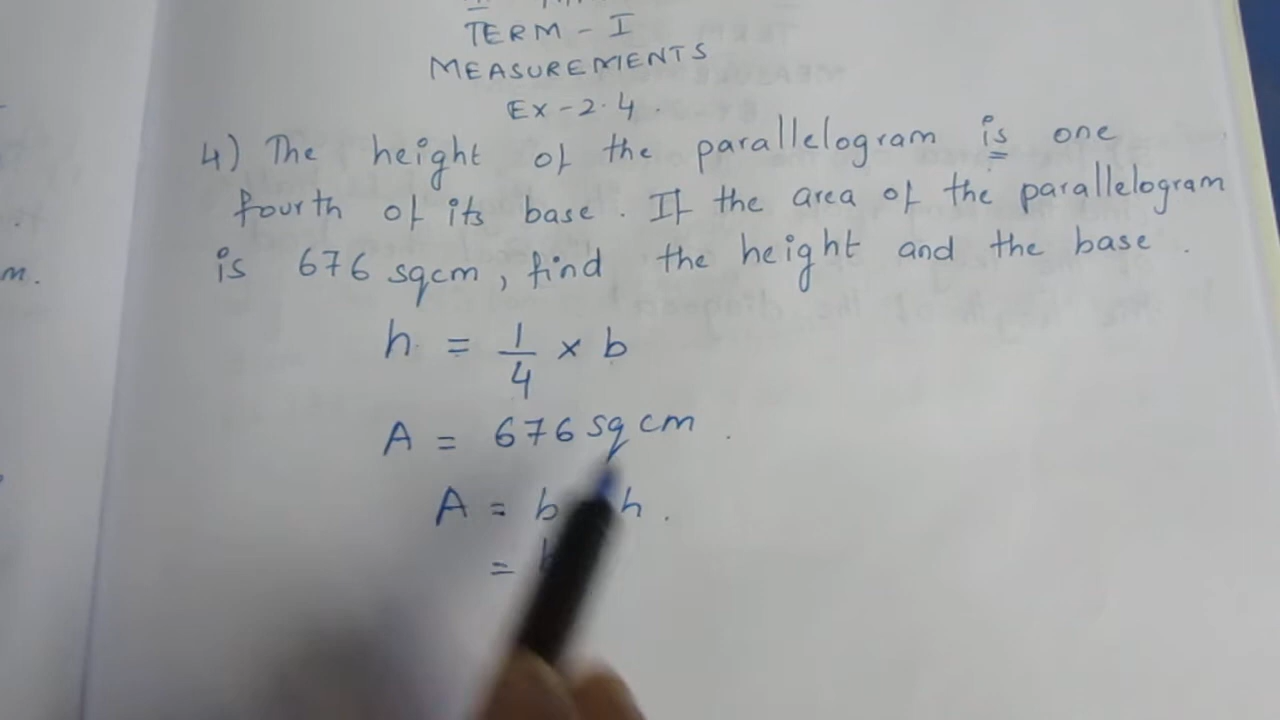 TERM - I
MEASUREMENTS
Ex - 2.4.
4) The height of the parallelogram is one
fourth of its base. If the area of the parallelogram
is 676 sqcm, find the height and the base.
m.
h = 1/4 × b
A = 676 sq cm.
A = b h.
= b